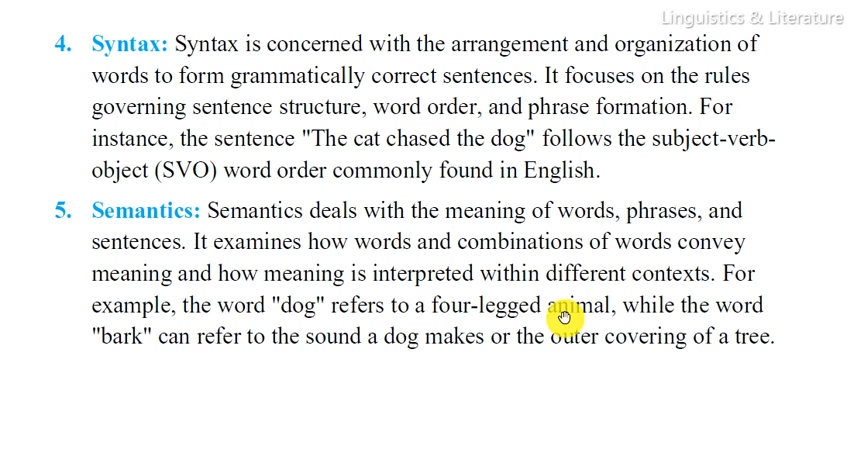 Linguistics & Literature
4. Syntax: Syntax is concerned with the arrangement and organization of
words to form grammatically correct sentences. It focuses on the rules
governing sentence structure, word order, and phrase formation. For
instance, the sentence "The cat chased the dog" follows the subject-verb-
object (SVO) word order commonly found in English.
5. Semantics: Semantics deals with the meaning of words, phrases, and
sentences. It examines how words and combinations of words convey
meaning and how meaning is interpreted within different contexts. For
example, the word "dog" refers to a four-legged animal, while the word
"bark" can refer to the sound a dog makes or the outer covering of a tree.